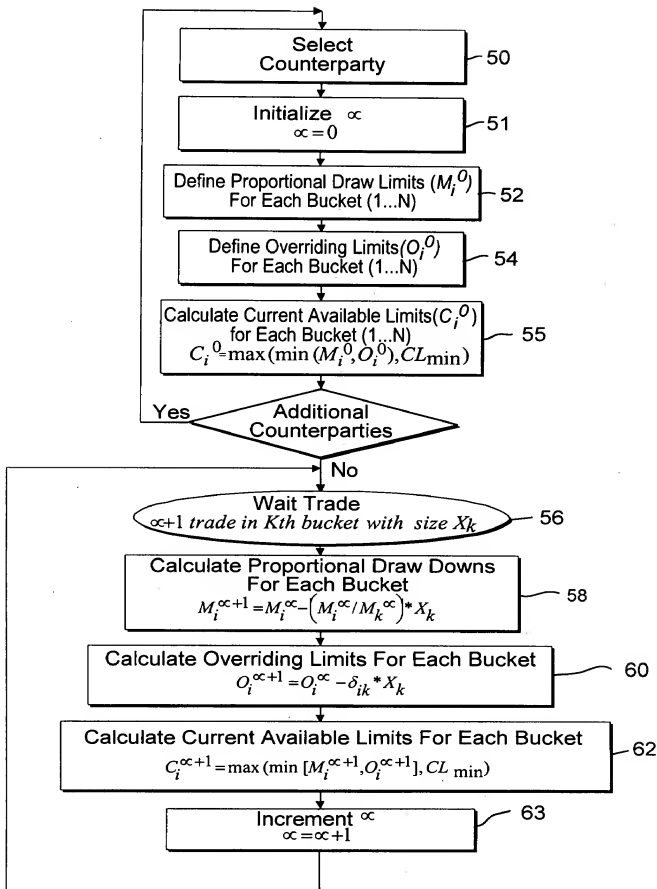 Select
Counterparty
50
Initialize ∝
∝=0
51
Define Proportional Draw Limits (M_i^0)
For Each Bucket (1...N)
52
Define Overriding Limits(O_i^0)
For Each Bucket (1...N)
54
Calculate Current Available Limits(C_i^0)
for Each Bucket (1...N)
C_i^0=max(min (M_i^0,O_i^0),CL_min)
55
Yes
Additional
Counterparties
No
Wait Trade
∝+1 trade in Kth bucket with size X_k
56
Calculate Proportional Draw Downs
For Each Bucket
M_i^∝+1=M_i^∝-(M_i^∝/M_k^∝)*X_k
58
Calculate Overriding Limits For Each Bucket
O_i^∝+1=O_i^∝-δ_ik*X_k
60
Calculate Current Available Limits For Each Bucket
C_i^∝+1=max(min [M_i^∝+1,O_i^∝+1],CL_min)
62
Increment ∝
∝=∝+1
63